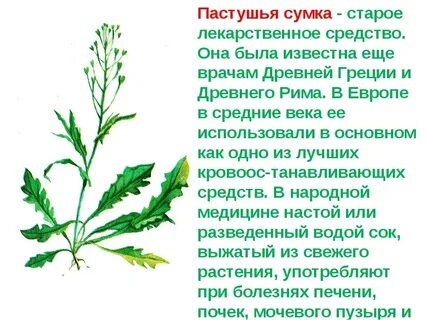 Пастушья сумка - старое
лекарственное средство.
Она была известна еще
врачам Древней Греции и
Древнего Рима. В Европе
в средние века ее
использовали в основном
как одно из лучших
кровоос-танавливающих
средств. В народной
медицине настой или
разведенный водой сок,
выжатый из свежего
растения, употребляют
при болезнях печени,
почек, мочевого пузыря и